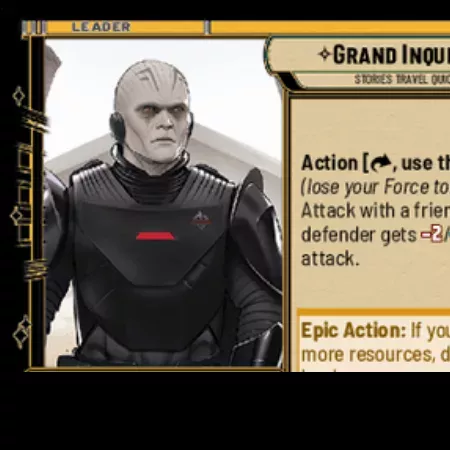 LEADER
GRAND INQUI
STORIES TRAVEL QUIC
Action [, use th
(lose your Force to
Attack with a frien
defender gets -2/
attack.
Epic Action: If you
more resources, d